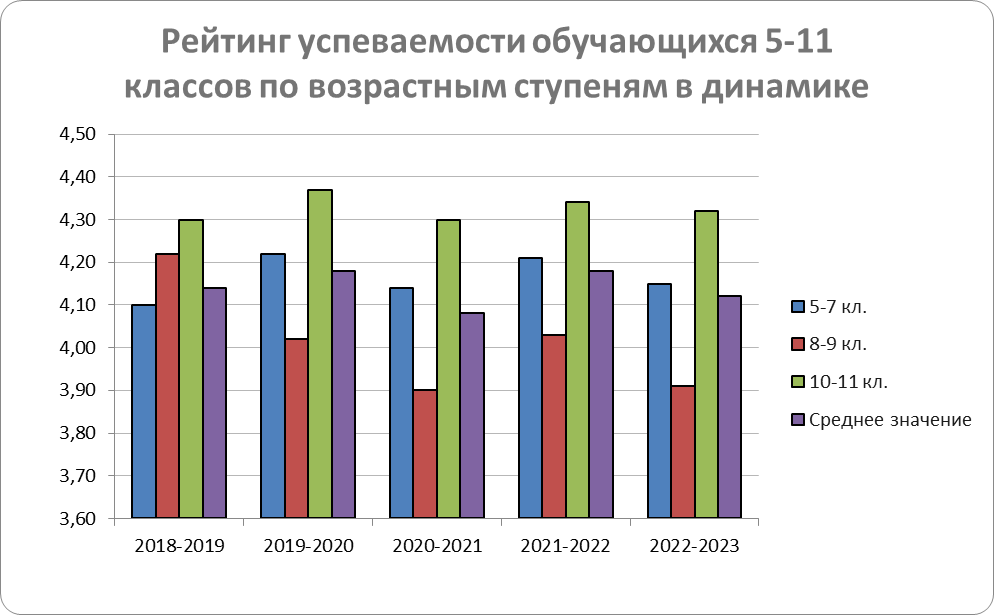 Рейтинг успеваемости обучающихся 5-11
классов по возрастным ступеням в динамике
4,50
4,40
4,30
4,20
4,10
4,00
3,90
3,80
3,70
3,60
2018-2019
2019-2020
2020-2021
2021-2022
2022-2023
5-7 кл.
8-9 кл.
10-11 кл.
Среднее значение